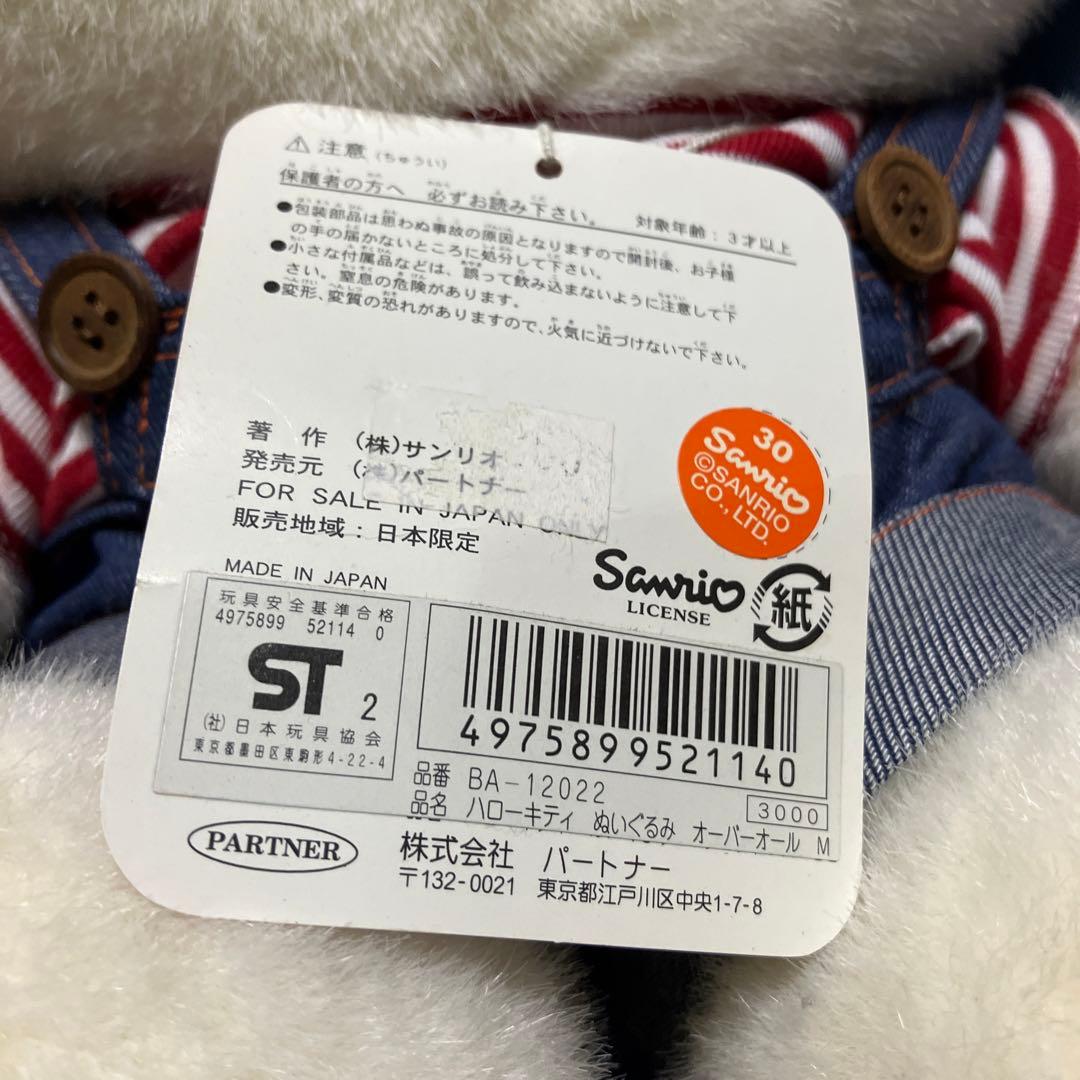 ⚠ 注意（ちゅうい）
保護者の方へ 必ずお読み下さい。 対象年齢：3才以上
●包装部品は思わぬ事故の原因となりますので開封後、お子様
の手の届かないところに処分して下さい。
●小さな付属品などは、誤って飲み込まないように注意して下
さい。窒息の危険があります。
●変形、変質の恐れがありますので、火気に近づけないで下さい。
著 作 (株)サンリオ
発売元 (株)パートナー
FOR SALE IN JAPAN ONLY
販売地域：日本限定
MADE IN JAPAN
30
Sanrio
©SANRIO
CO., LTD.
Sanrio
LICENSE
紙
玩具安全基準合格
4975899 52114 0
ST 2
(社)日本玩具協会
東京都墨田区東駒形4-22-4
4975899521140
品番 BA-12022
3000
品名 ハローキティ ぬいぐるみ オーバーオール M
PARTNER
株式会社 パートナー
〒132-0021 東京都江戸川区中央1-7-8